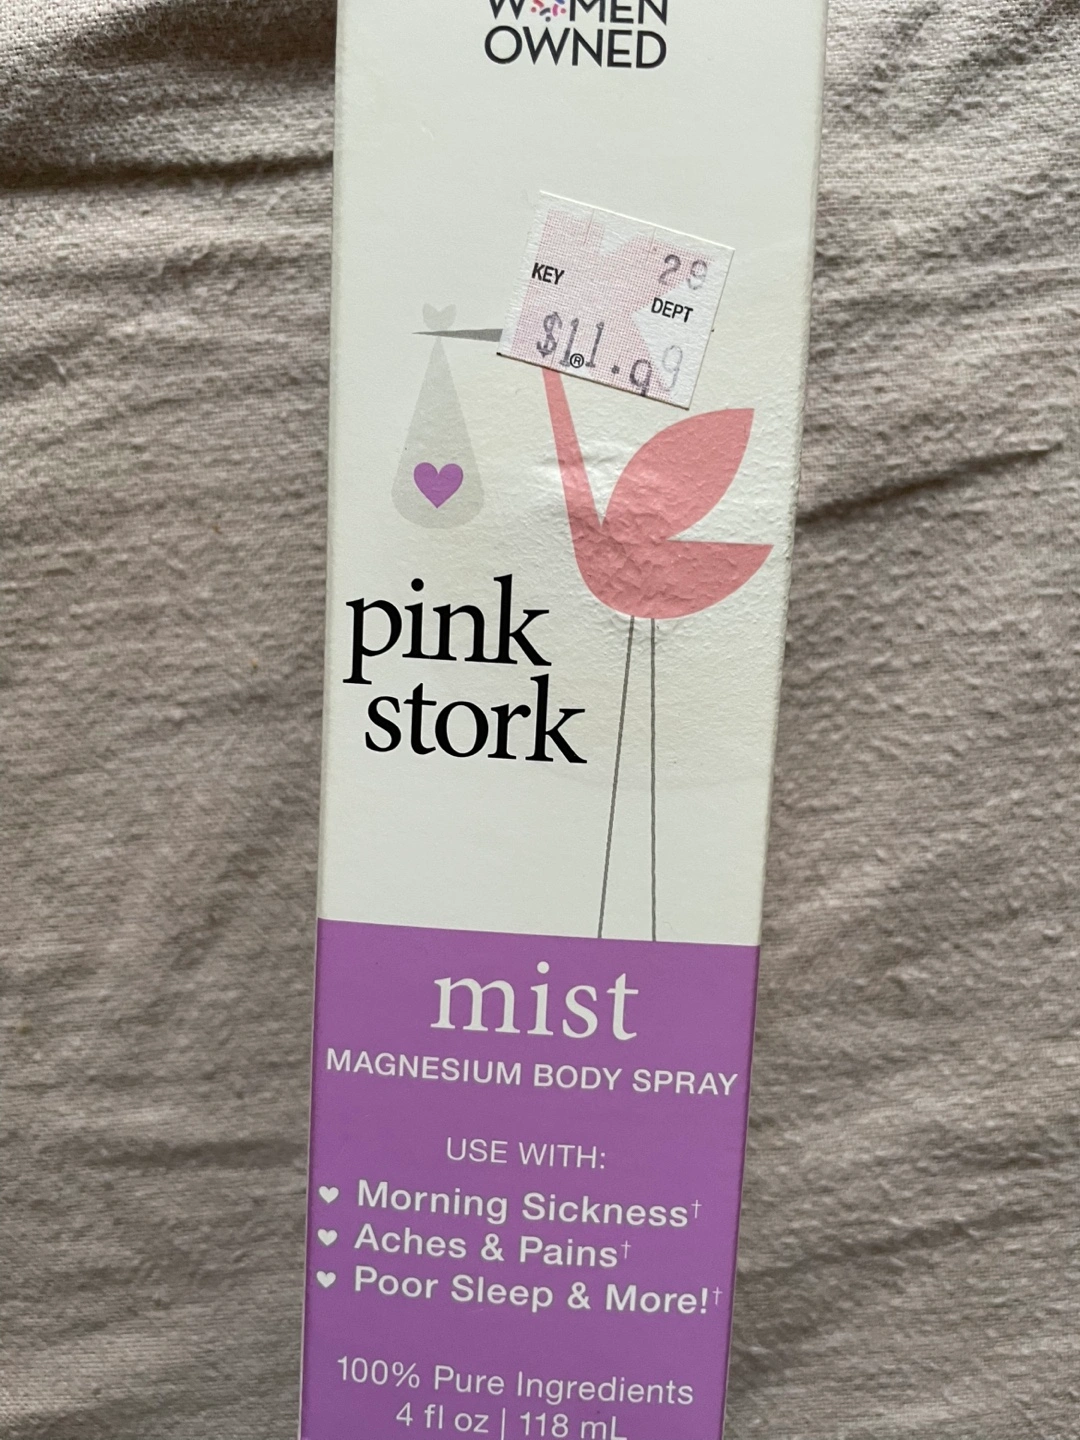 WOMEN
OWNED
29
KEY
DEPT
$11.99
®
pink
stork
mist
MAGNESIUM BODY SPRAY
USE WITH:
Morning Sickness†
Aches & Pains†
Poor Sleep & More!†
100% Pure Ingredients
4 fl oz | 118 mL